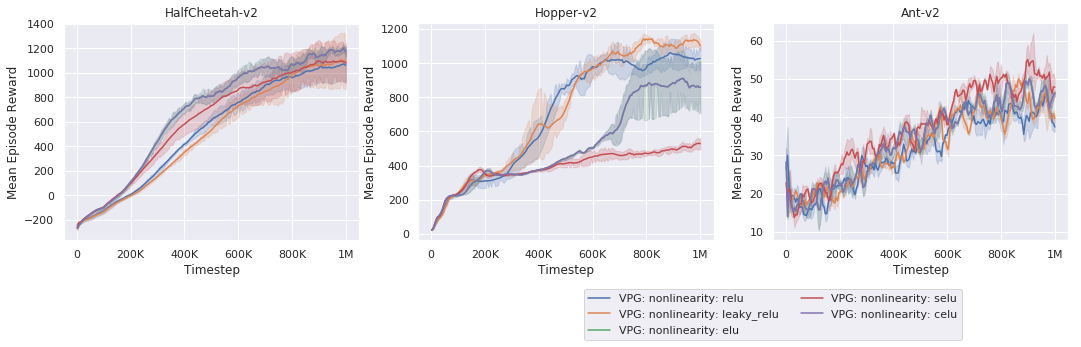 HalfCheetah-v2
Mean Episode Reward
1400
1200
1000
800
600
400
200
0
−200
0 200K 400K 600K 800K 1M
Timestep
Hopper-v2
Mean Episode Reward
1200
1000
800
600
400
200
0
0 200K 400K 600K 800K 1M
Timestep
Ant-v2
Mean Episode Reward
60
50
40
30
20
10
0 200K 400K 600K 800K 1M
Timestep
VPG: nonlinearity: relu
VPG: nonlinearity: leaky_relu
VPG: nonlinearity: elu
VPG: nonlinearity: selu
VPG: nonlinearity: celu